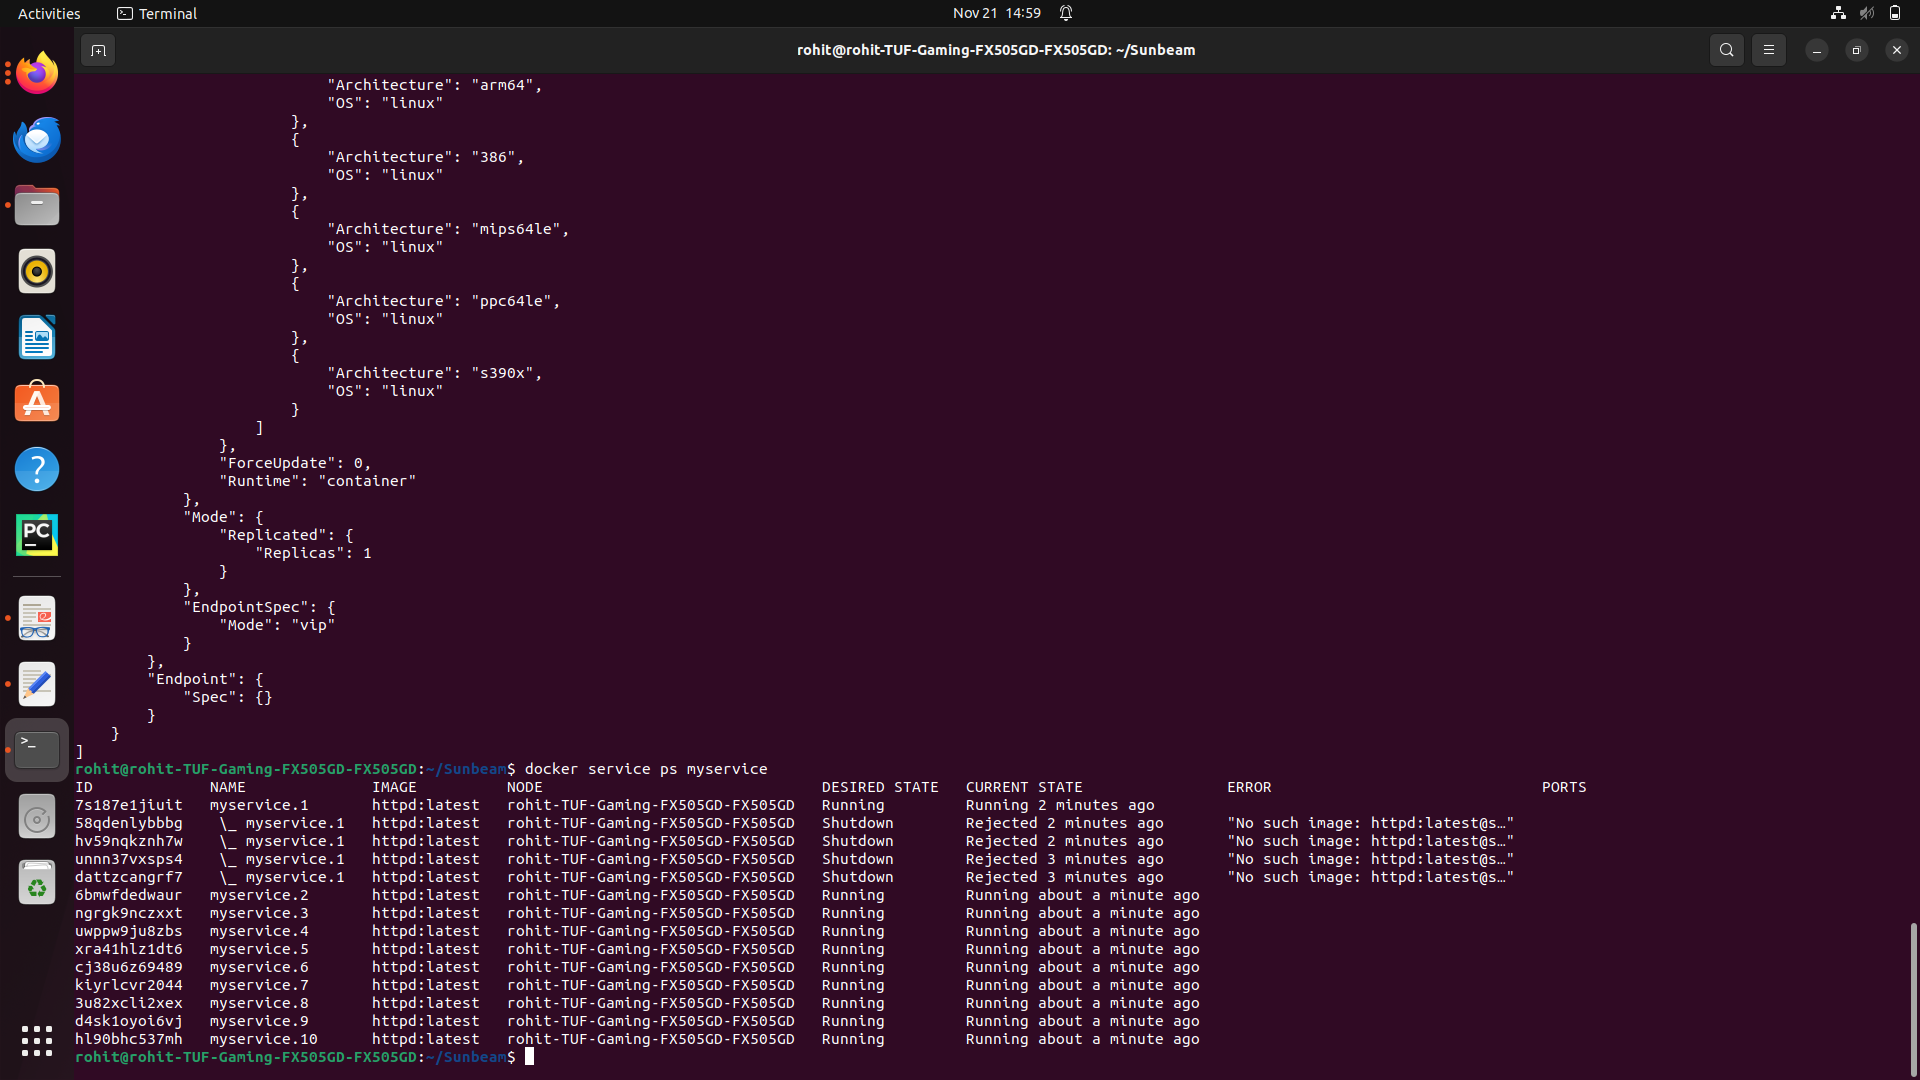 Activities Terminal Nov 21 14:59
rohit@rohit-TUF-Gaming-FX505GD-FX505GD: ~/Sunbeam
"Architecture": "arm64",
"OS": "linux"
},
{
"Architecture": "386",
"OS": "linux"
},
{
"Architecture": "mips64le",
"OS": "linux"
},
{
"Architecture": "ppc64le",
"OS": "linux"
},
{
"Architecture": "s390x",
"OS": "linux"
}
]
},
"ForceUpdate": 0,
"Runtime": "container"
},
"Mode": {
"Replicated": {
"Replicas": 1
}
},
"EndpointSpec": {
"Mode": "vip"
}
},
"Endpoint": {
"Spec": {}
}
}
]
rohit@rohit-TUF-Gaming-FX505GD-FX505GD:~/Sunbeam$ docker service ps myservice
ID NAME IMAGE NODE DESIRED STATE CURRENT STATE ERROR PORTS
7s187e1jiuit myservice.1 httpd:latest rohit-TUF-Gaming-FX505GD-FX505GD Running Running 2 minutes ago
58qdenlybbbg \_ myservice.1 httpd:latest rohit-TUF-Gaming-FX505GD-FX505GD Shutdown Rejected 2 minutes ago "No such image: httpd:latest@s…"
hv59nqkznh7w \_ myservice.1 httpd:latest rohit-TUF-Gaming-FX505GD-FX505GD Shutdown Rejected 2 minutes ago "No such image: httpd:latest@s…"
unnn37vxsps4 \_ myservice.1 httpd:latest rohit-TUF-Gaming-FX505GD-FX505GD Shutdown Rejected 3 minutes ago "No such image: httpd:latest@s…"
dattzcangrf7 \_ myservice.1 httpd:latest rohit-TUF-Gaming-FX505GD-FX505GD Shutdown Rejected 3 minutes ago "No such image: httpd:latest@s…"
6bmwfdedwaur myservice.2 httpd:latest rohit-TUF-Gaming-FX505GD-FX505GD Running Running about a minute ago
ngrgk9nczxxt myservice.3 httpd:latest rohit-TUF-Gaming-FX505GD-FX505GD Running Running about a minute ago
uwppw9ju8zbs myservice.4 httpd:latest rohit-TUF-Gaming-FX505GD-FX505GD Running Running about a minute ago
xra41hlz1dt6 myservice.5 httpd:latest rohit-TUF-Gaming-FX505GD-FX505GD Running Running about a minute ago
cj38u6z69489 myservice.6 httpd:latest rohit-TUF-Gaming-FX505GD-FX505GD Running Running about a minute ago
kiyrlcvr2044 myservice.7 httpd:latest rohit-TUF-Gaming-FX505GD-FX505GD Running Running about a minute ago
3u82xcli2xex myservice.8 httpd:latest rohit-TUF-Gaming-FX505GD-FX505GD Running Running about a minute ago
d4sk1oyoi6vj myservice.9 httpd:latest rohit-TUF-Gaming-FX505GD-FX505GD Running Running about a minute ago
hl90bhc537mh myservice.10 httpd:latest rohit-TUF-Gaming-FX505GD-FX505GD Running Running about a minute ago
rohit@rohit-TUF-Gaming-FX505GD-FX505GD:~/Sunbeam$
PC